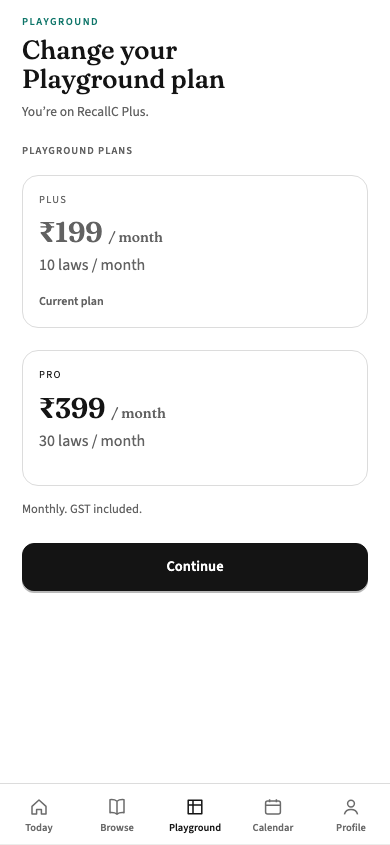 PLAYGROUND
Change your
Playground plan
You’re on RecallC Plus.
PLAYGROUND PLANS
PLUS
₹199 / month
10 laws / month
Current plan
PRO
₹399 / month
30 laws / month
Monthly. GST included.
Continue
Today Browse Playground Calendar Profile